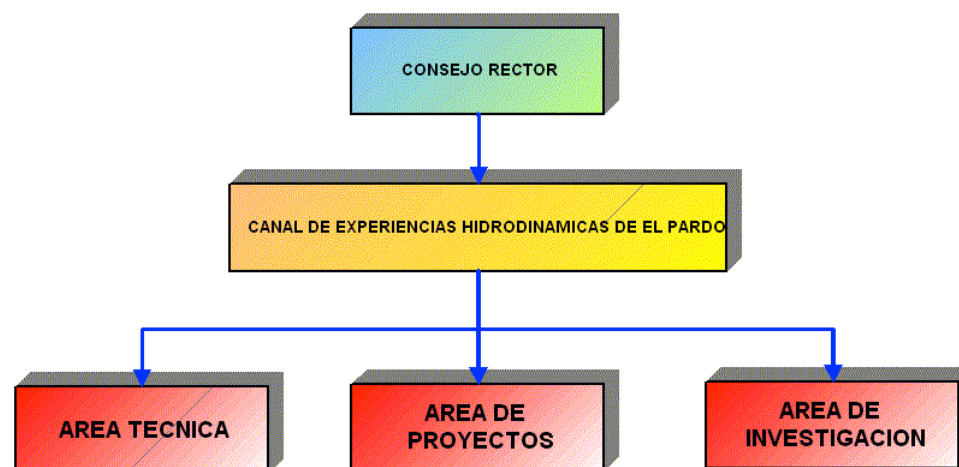 CONSEJO RECTOR
CANAL DE EXPERIENCIAS HIDRODINAMICAS DE EL PARDO
AREA TECNICA
AREA DE
PROYECTOS
AREA DE
INVESTIGACION